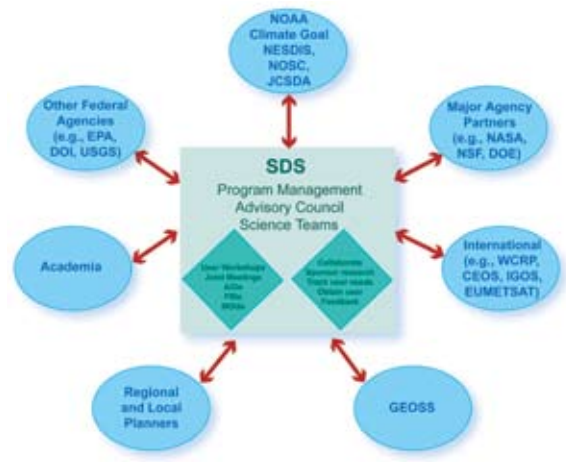 NOAA
Climate Goal
NESDIS,
NOSC,
JCSDA
Other Federal
Agencies
(e.g., EPA,
DOI, USGS)
Major Agency
Partners
(e.g., NASA,
NSF, DOE)
SDS
Program Management
Advisory Council
Science Teams
User Workshops
Joint Meetings
Collaborate
Sponsor research
Track user needs
Obtain user
Feedback
Academia
International
(e.g., WCRP,
CEOS, IGOS,
EUMETSAT)
Regional
and Local
Planners
GEOSS